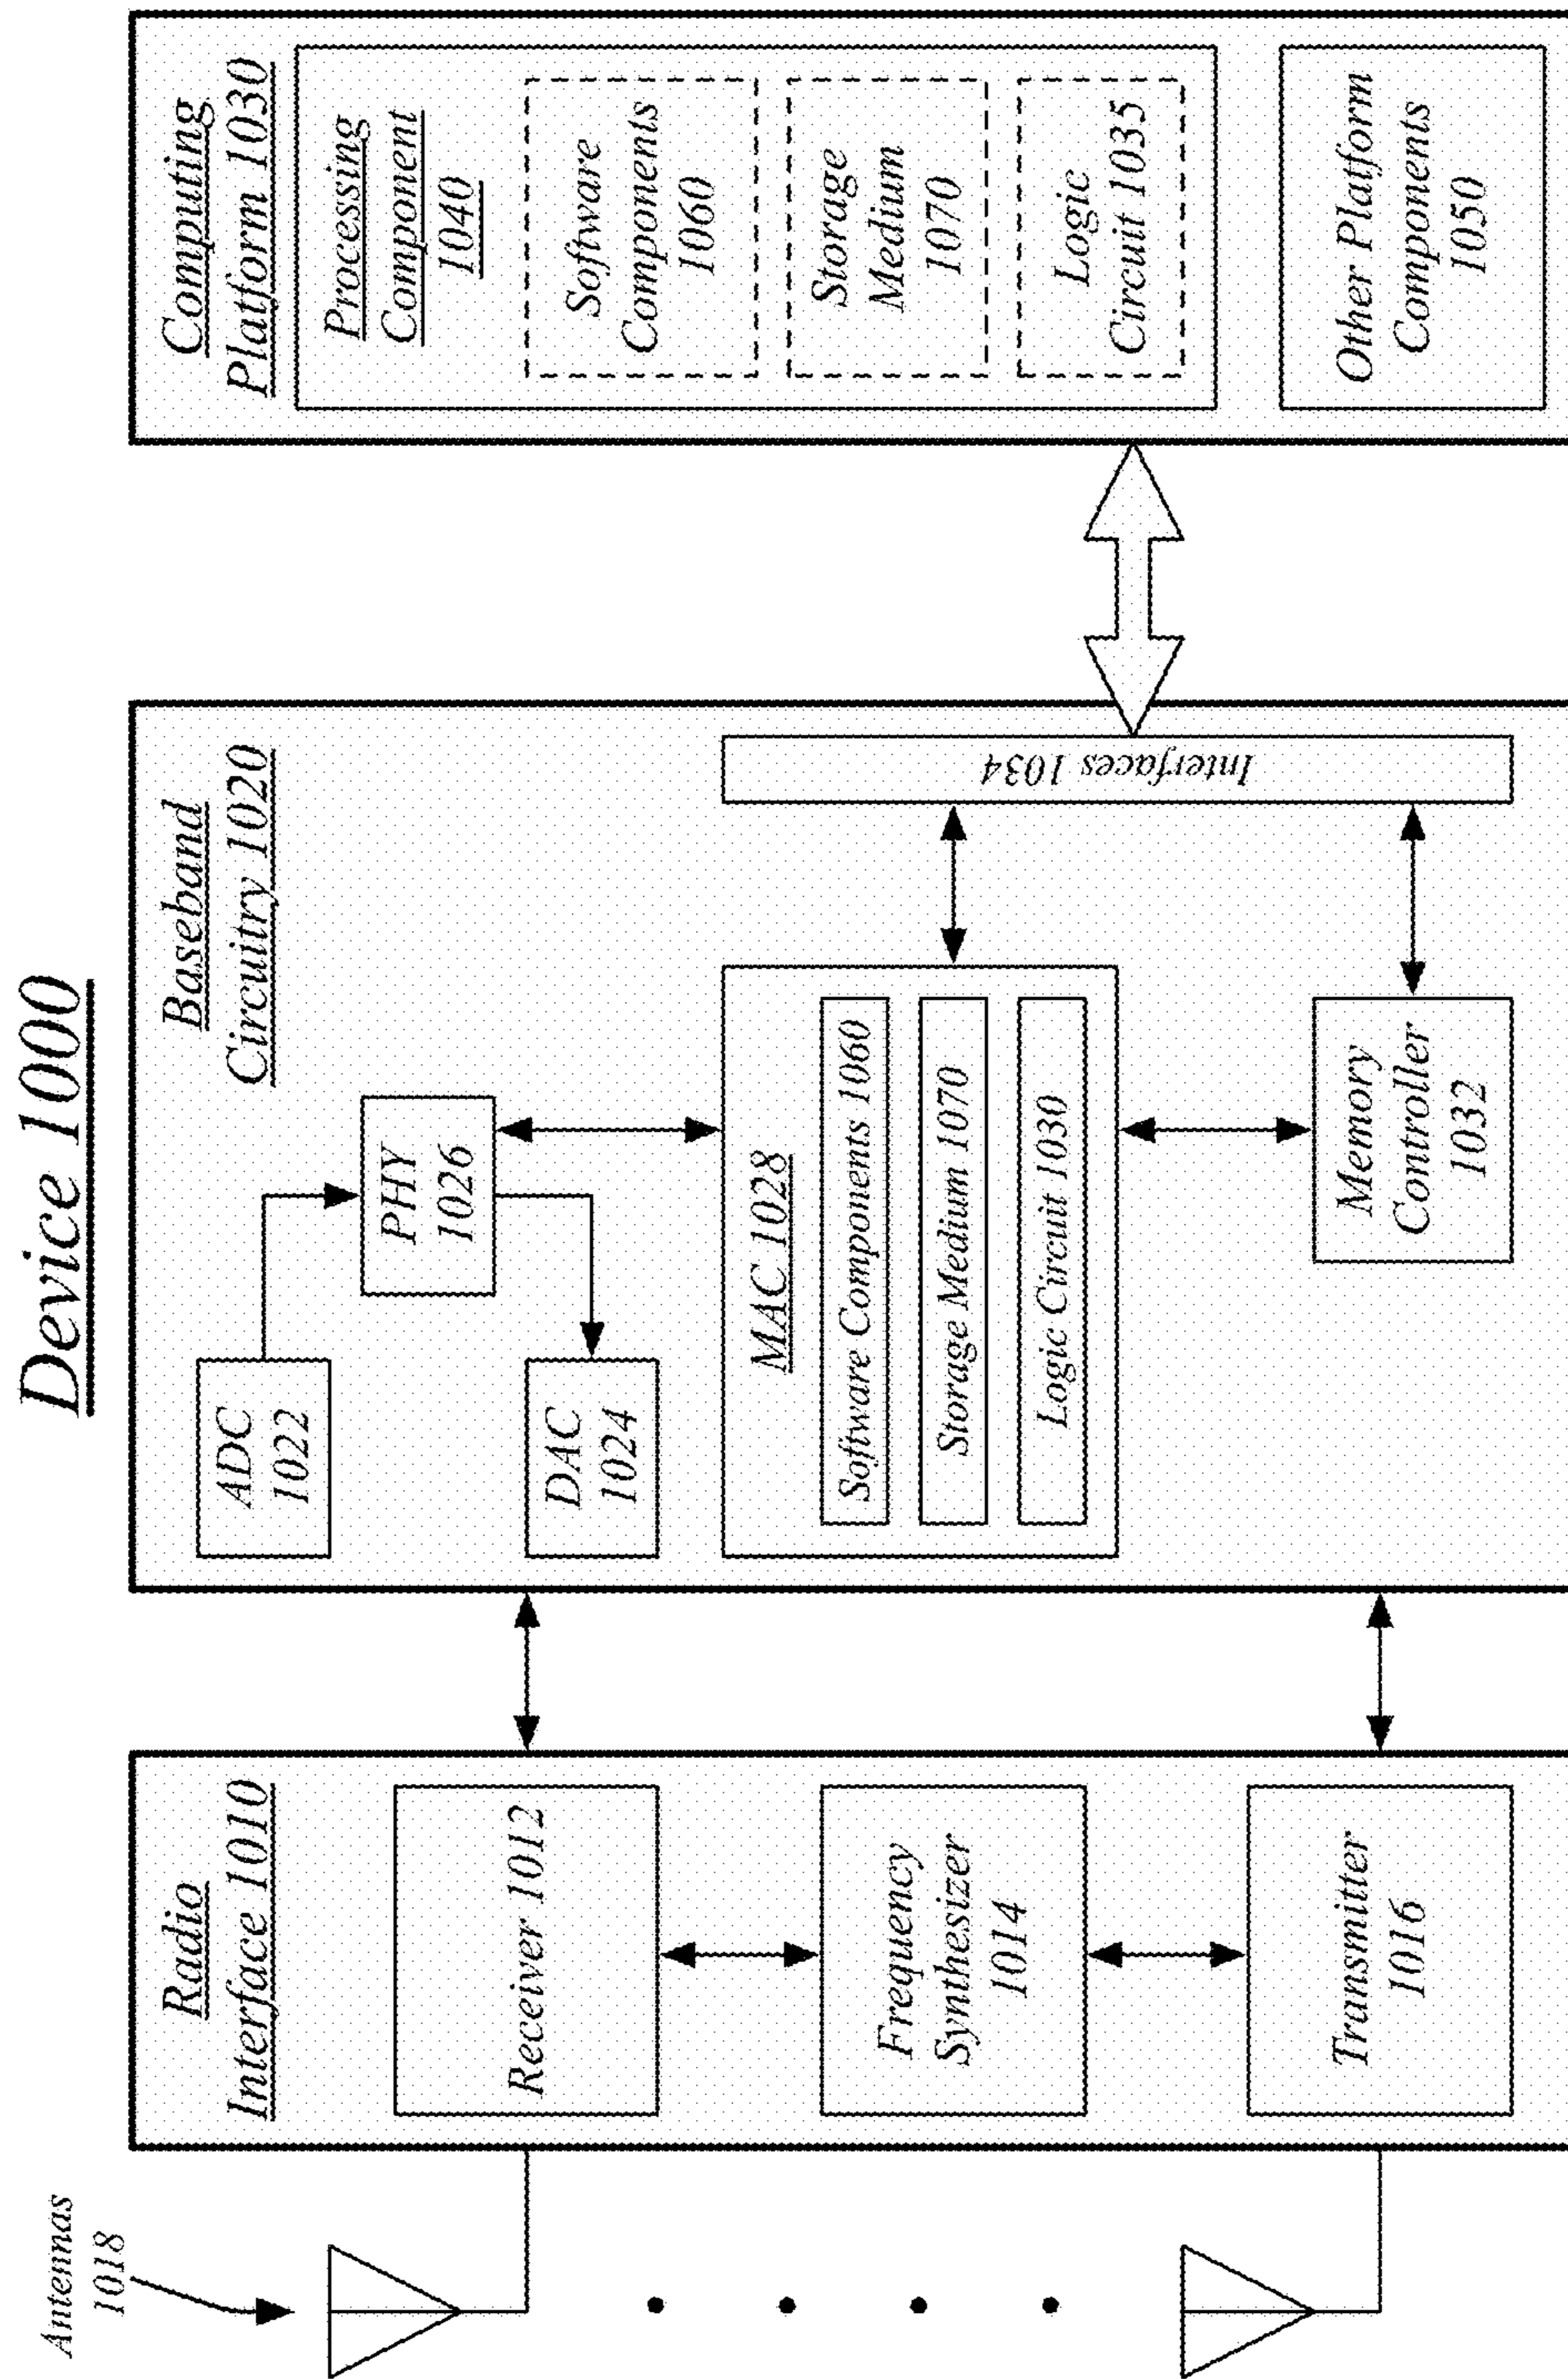 Device 1000
Antennas
1018
Radio
Interface 1010
Receiver 1012
Frequency
Synthesizer
1014
Transmitter
1016
Baseband
Circuitry 1020
ADC
1022
PHY
1026
DAC
1024
MAC 1028
Software Components 1060
Storage Medium 1070
Logic Circuit 1030
Memory
Controller
1032
Interfaces 1034
Computing
Platform 1030
Processing
Component
1040
Software
Components
1060
Storage
Medium
1070
Logic
Circuit 1035
Other Platform
Components
1050